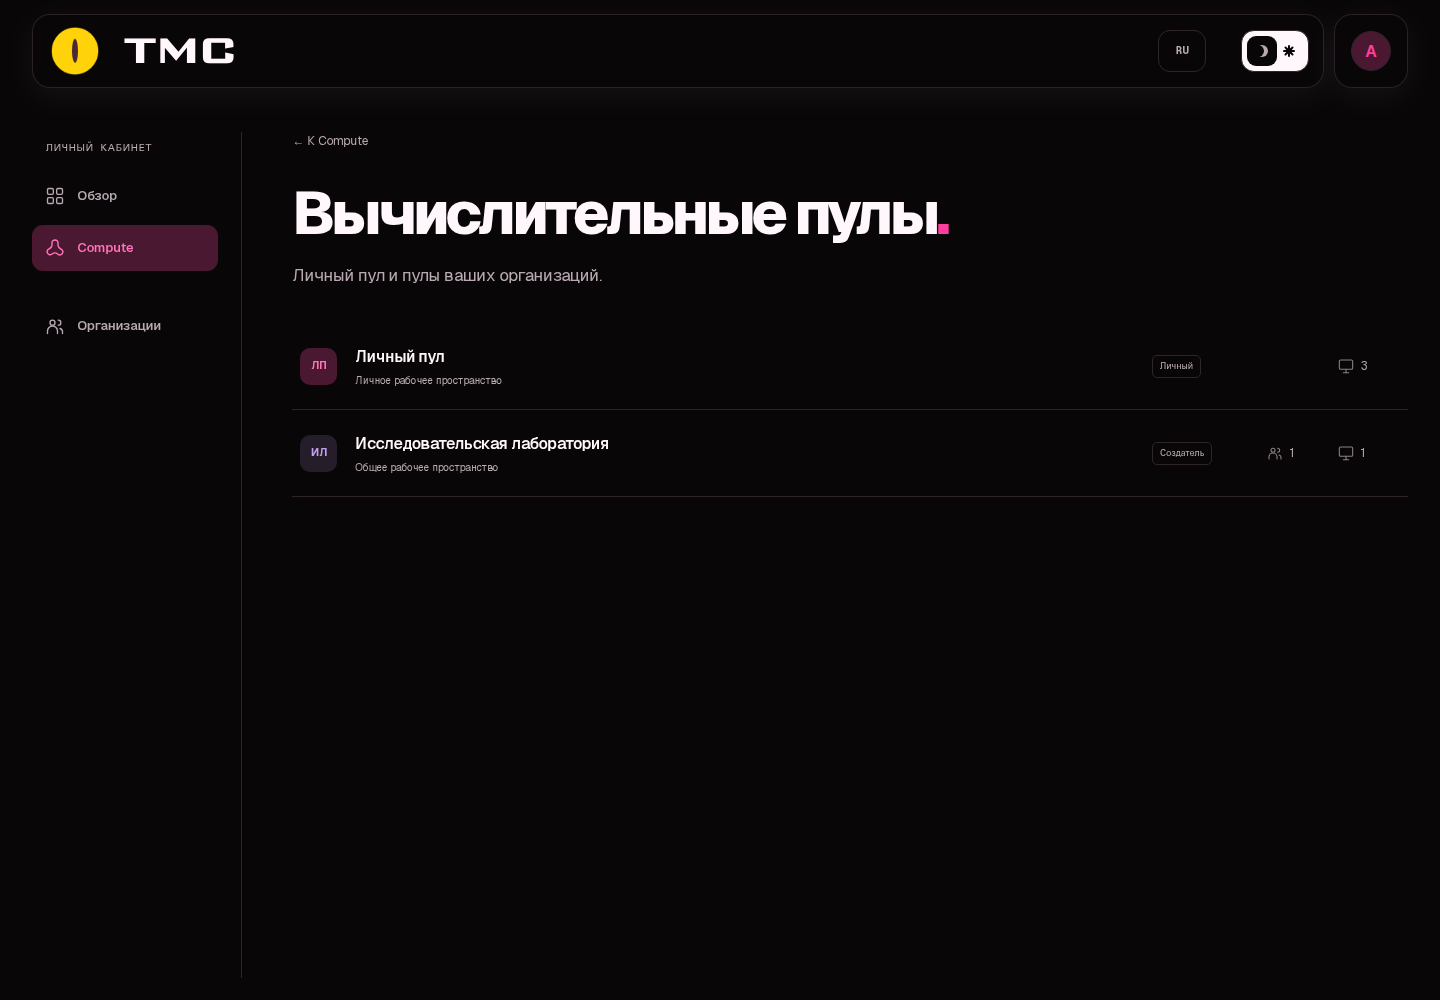 TMC
RU
A
ЛИЧНЫЙ КАБИНЕТ
Обзор
Compute
Организации
← К Compute
Вычислительные пулы.
Личный пул и пулы ваших организаций.
ЛП
Личный пул
Личное рабочее пространство
Личный
3
ИЛ
Исследовательская лаборатория
Общее рабочее пространство
Создатель
1
1